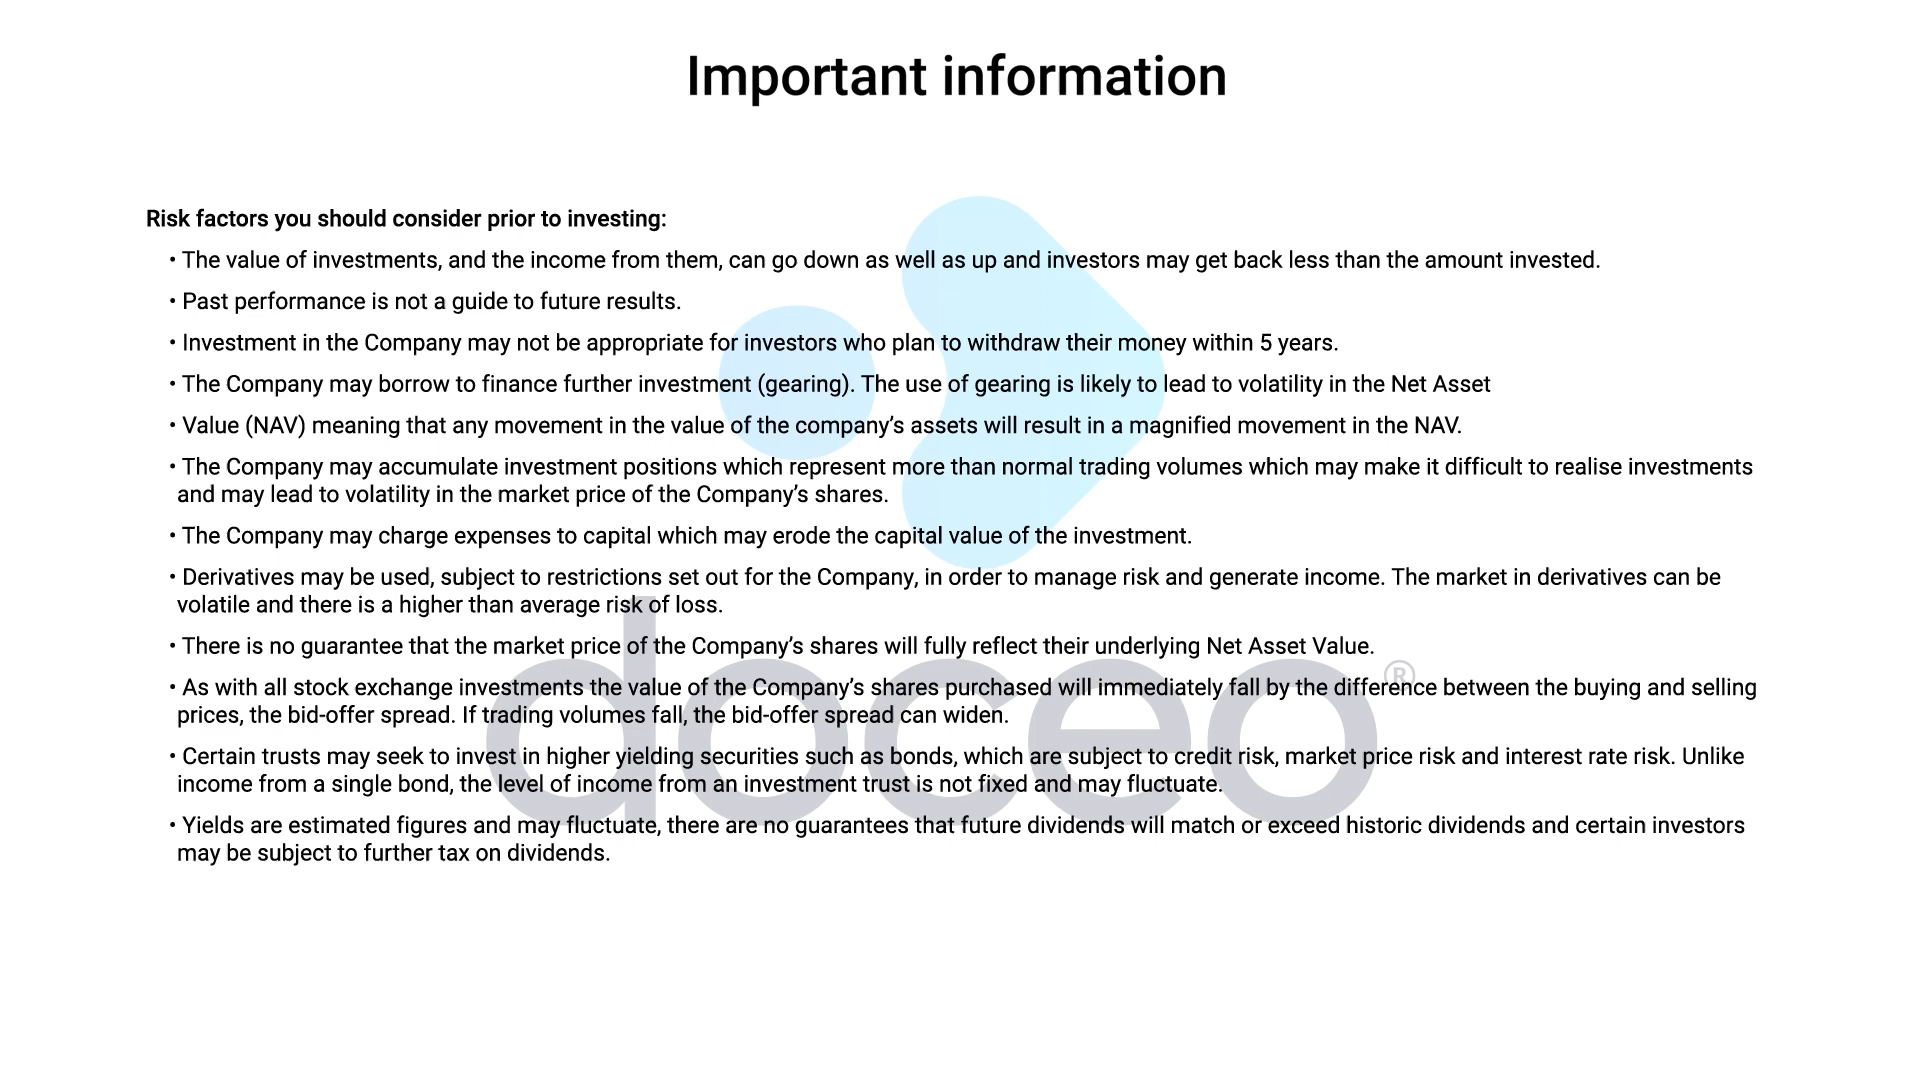 Important information
Risk factors you should consider prior to investing:
• The value of investments, and the income from them, can go down as well as up and investors may get back less than the amount invested.
• Past performance is not a guide to future results.
• Investment in the Company may not be appropriate for investors who plan to withdraw their money within 5 years.
• The Company may borrow to finance further investment (gearing). The use of gearing is likely to lead to volatility in the Net Asset
• Value (NAV) meaning that any movement in the value of the company’s assets will result in a magnified movement in the NAV.
• The Company may accumulate investment positions which represent more than normal trading volumes which may make it difficult to realise investments
and may lead to volatility in the market price of the Company’s shares.
• The Company may charge expenses to capital which may erode the capital value of the investment.
• Derivatives may be used, subject to restrictions set out for the Company, in order to manage risk and generate income. The market in derivatives can be
volatile and there is a higher than average risk of loss.
• There is no guarantee that the market price of the Company’s shares will fully reflect their underlying Net Asset Value.
• As with all stock exchange investments the value of the Company’s shares purchased will immediately fall by the difference between the buying and selling
prices, the bid-offer spread. If trading volumes fall, the bid-offer spread can widen.
• Certain trusts may seek to invest in higher yielding securities such as bonds, which are subject to credit risk, market price risk and interest rate risk. Unlike
income from a single bond, the level of income from an investment trust is not fixed and may fluctuate.
• Yields are estimated figures and may fluctuate, there are no guarantees that future dividends will match or exceed historic dividends and certain investors
may be subject to further tax on dividends.
doceo®